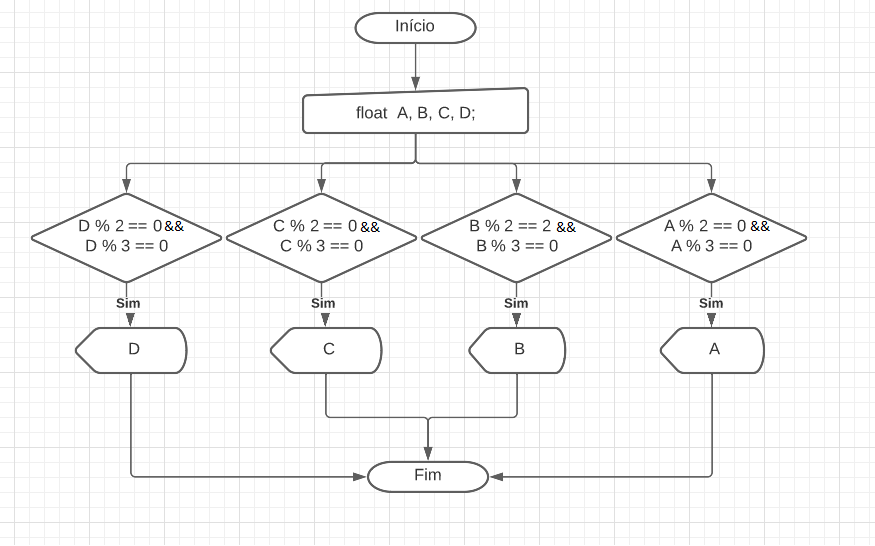 Início
float A, B, C, D;
D % 2 == 0 &&
D % 3 == 0
C % 2 == 0 &&
C % 3 == 0
B % 2 == 2 &&
B % 3 == 0
A % 2 == 0 &&
A % 3 == 0
Sim
Sim
Sim
Sim
D
C
B
A
Fim